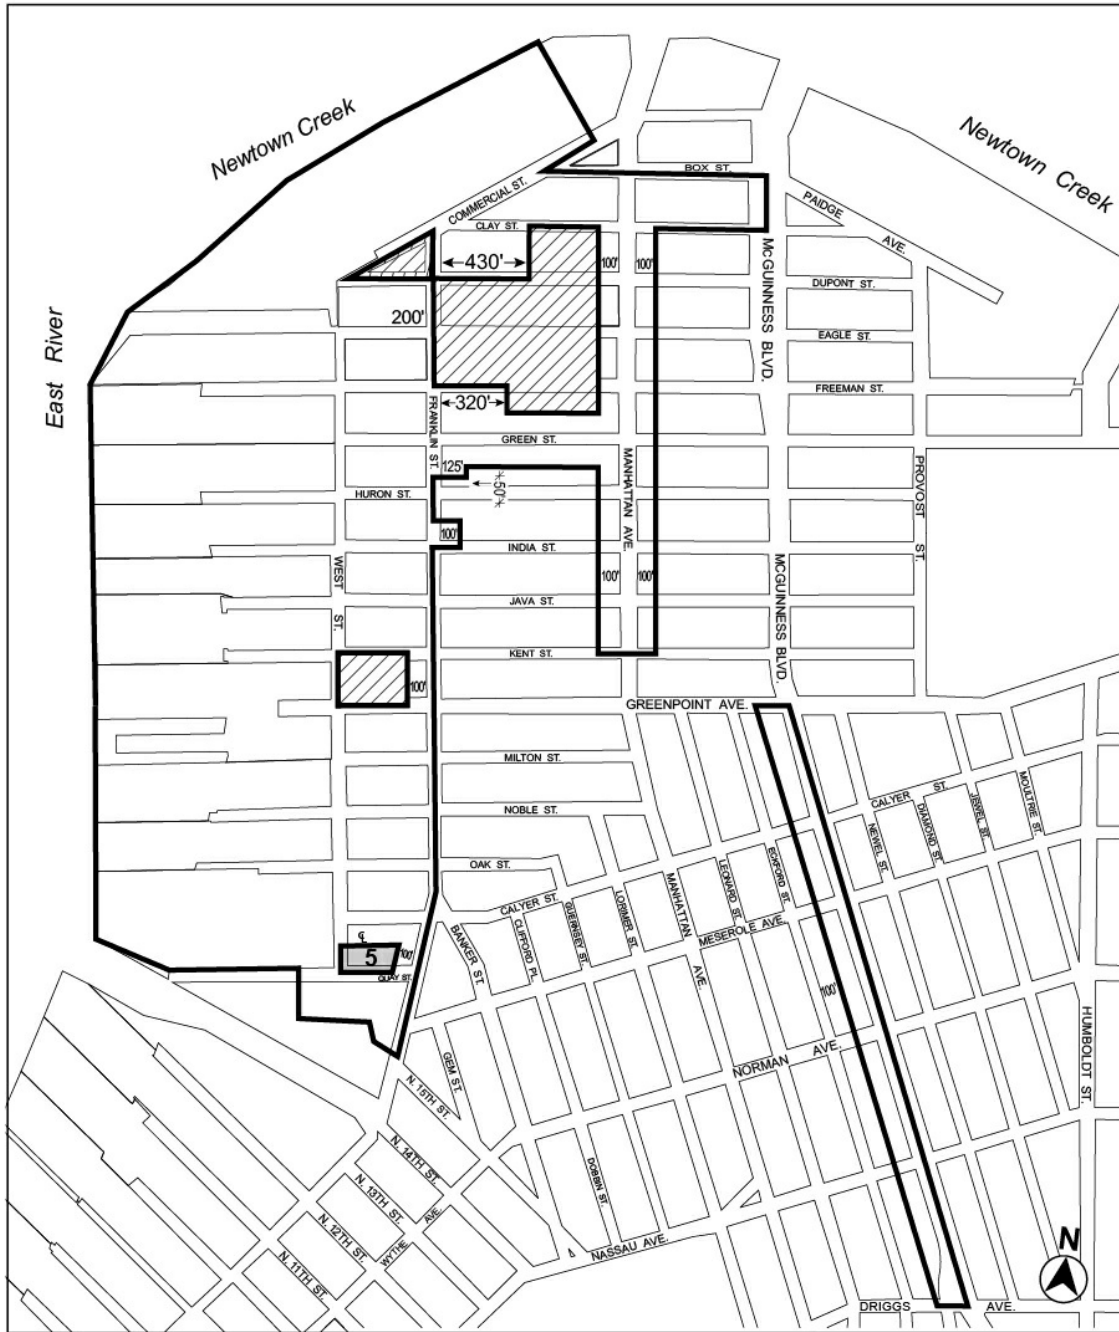 Newtown Creek
Newtown Creek
BOX ST.
COMMERCIAL ST.
PAIDGE
AVE.
CLAY ST.
430'
100'
100'
MCGUINNESS BLVD.
DUPONT ST.
East River
200'
EAGLE ST.
FREEMAN ST.
320'
FRANKLIN ST.
GREEN ST.
125'
MANHATTAN AVE.
PROVOST ST.
50'
HURON ST.
100'
INDIA ST.
WEST ST.
100'
100'
MCGUINNESS BLVD.
JAVA ST.
KENT ST.
100'
GREENPOINT AVE.
MILTON ST.
CALYER ST.
MOULTRIE ST.
JEWEL ST.
DIAMOND ST.
NEWEL ST.
NOBLE ST.
OAK ST.
ECKFORD ST.
LEONARD ST.
MANHATTAN
AVE.
CALYER ST.
LORIMER ST.
GUERNSEY ST.
CLIFFORD PL.
MESEROLE AVE.
BANKER ST.
℄
5
100'
QUAY ST.
100'
HUMBOLDT ST.
NORMAN AVE.
GEM ST.
N. 15TH ST.
N. 14TH ST.
N. 13TH ST.
N. 12TH ST.
N. 11TH ST.
WYTHE AVE.
DOBBIN ST.
NASSAU AVE.
N
DRIGGS AVE.